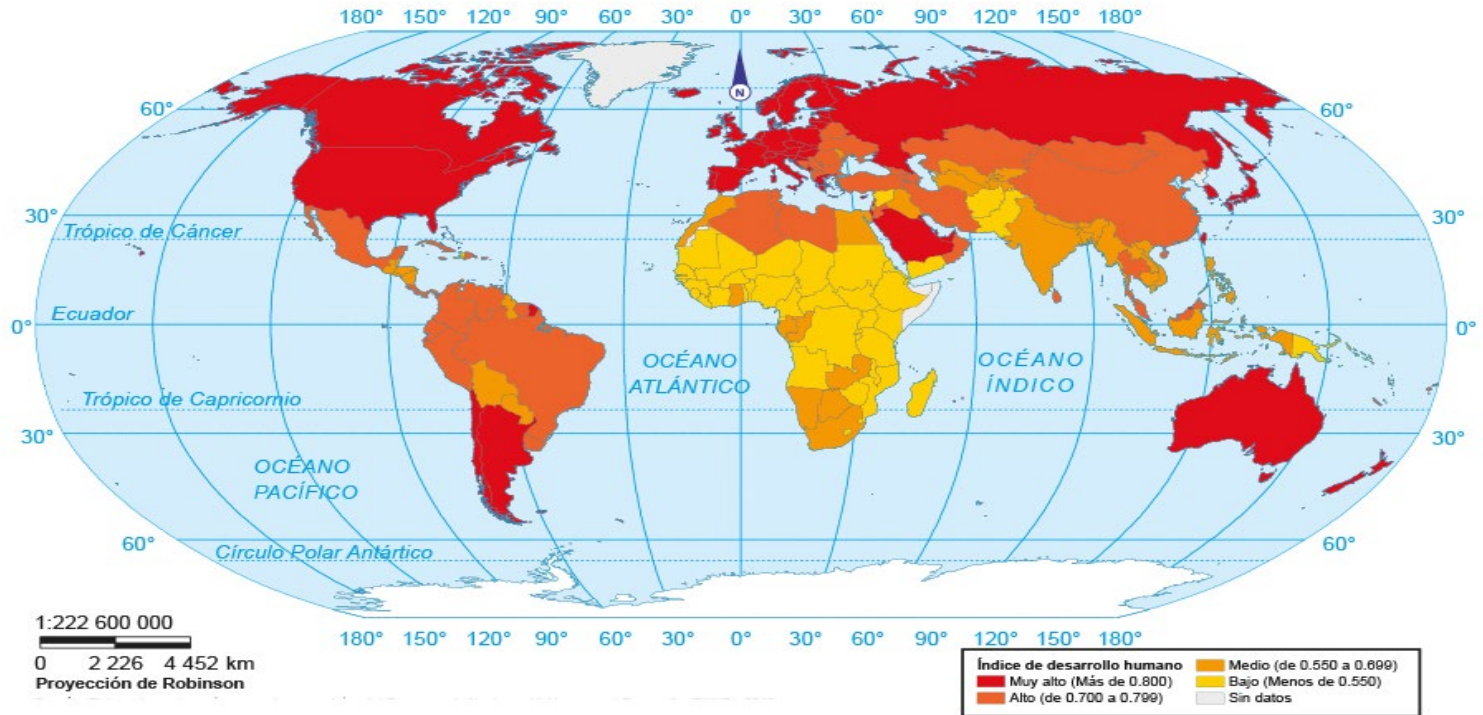 180° 150° 120° 90° 60° 30° 0° 30° 60° 90° 120° 150° 180°
60° 60°
30° 30°
Trópico de Cáncer
Ecuador
0° 0°
OCÉANO
ATLÁNTICO
OCÉANO
ÍNDICO
Trópico de Capricornio
30° 30°
OCÉANO
PACÍFICO
60° 60°
Círculo Polar Antártico
N
1:222 600 000
0 2 226 4 452 km
Proyección de Robinson
180° 150° 120° 90° 60° 30° 0° 30° 60° 90° 120° 150° 180°
Índice de desarrollo humano
Muy alto (Más de 0.800)
Alto (de 0.700 a 0.799)
Medio (de 0.550 a 0.699)
Bajo (Menos de 0.550)
Sin datos